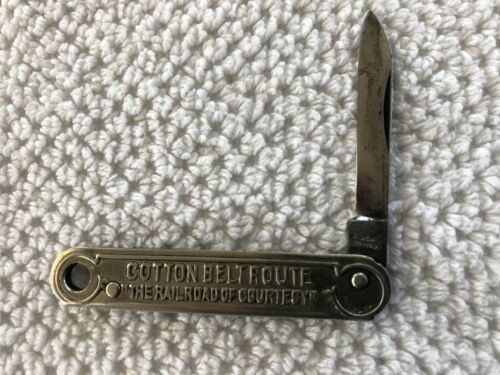 COTTON BELT ROUTE
"THE RAILROAD OF COURTESY"